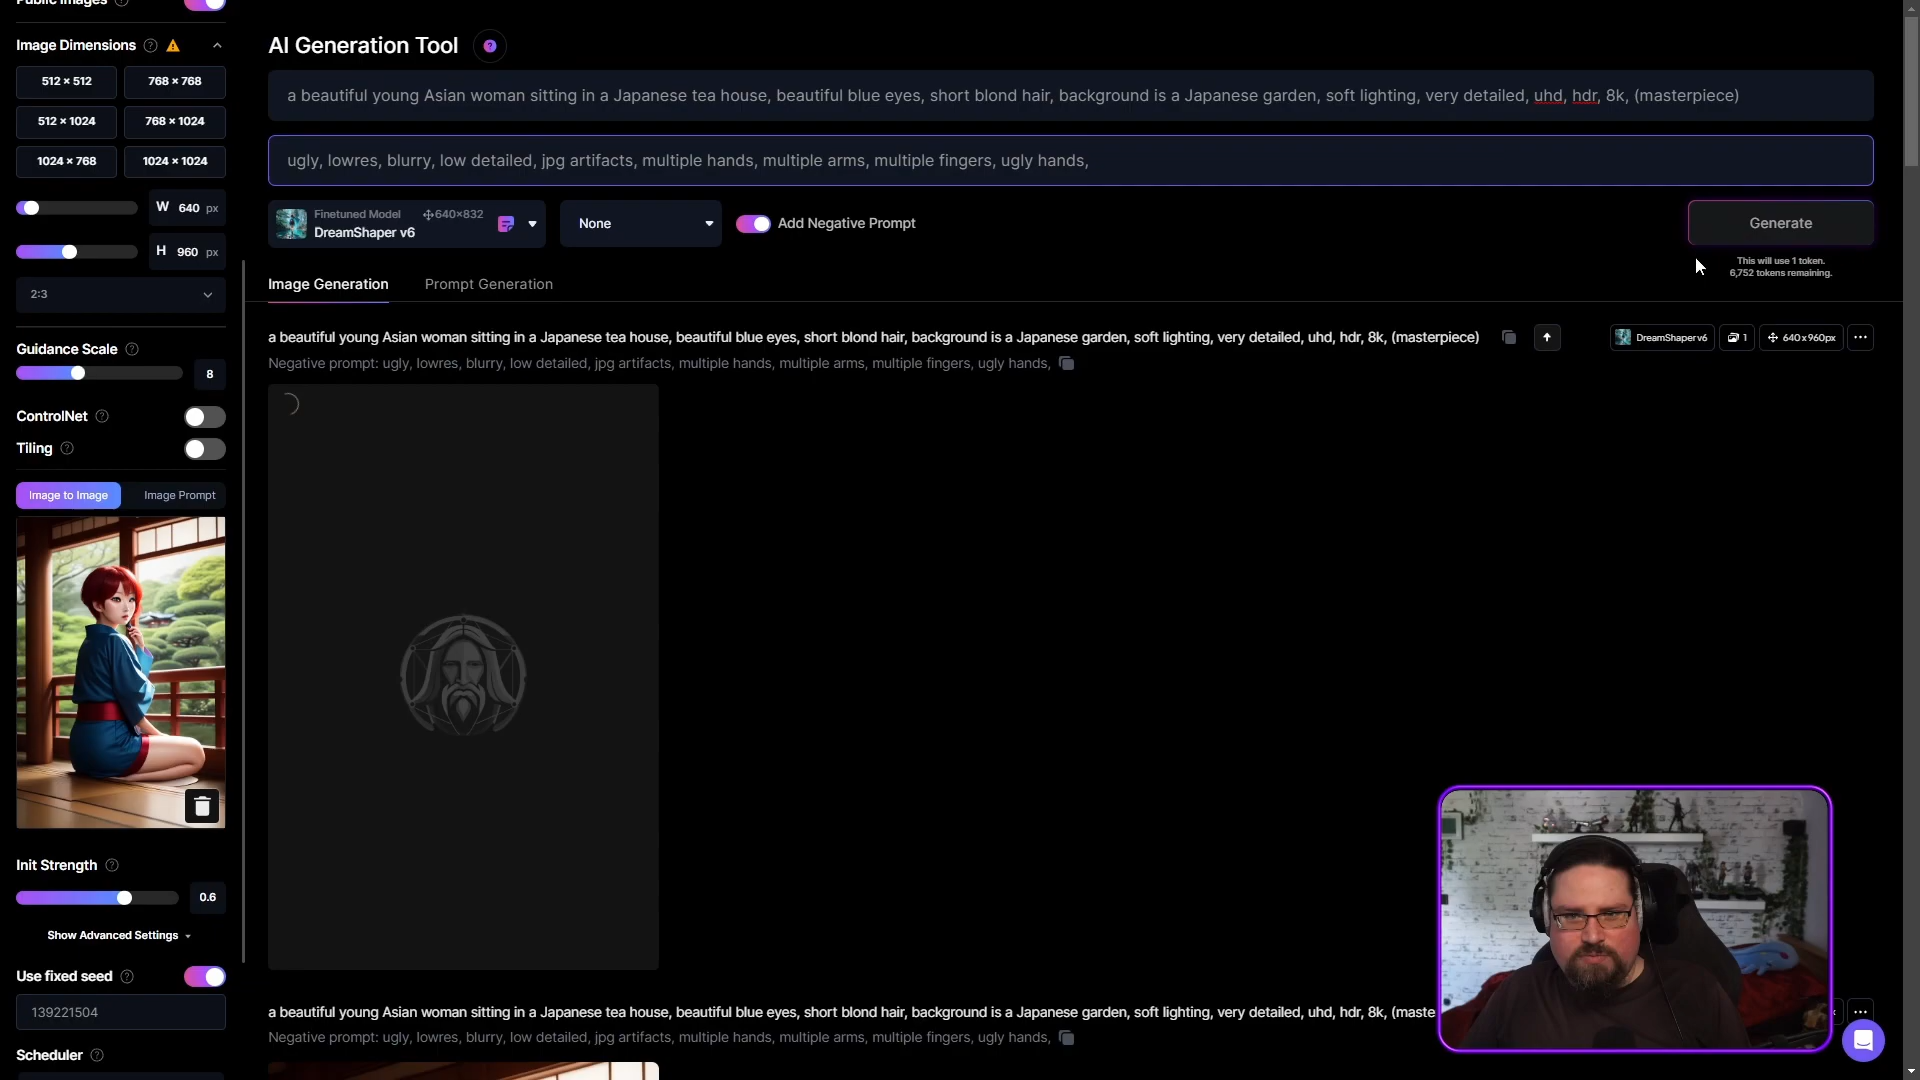 Public Images
Image Dimensions
512 × 512
768 × 768
512 × 1024
768 × 1024
1024 × 768
1024 × 1024
W 640 px
H 960 px
2:3
Guidance Scale
8
ControlNet
Tiling
Image to Image
Image Prompt
Init Strength
0.6
Show Advanced Settings
Use fixed seed
139221504
Scheduler
AI Generation Tool
a beautiful young Asian woman sitting in a Japanese tea house, beautiful blue eyes, short blond hair, background is a Japanese garden, soft lighting, very detailed, uhd, hdr, 8k, (masterpiece)
ugly, lowres, blurry, low detailed, jpg artifacts, multiple hands, multiple arms, multiple fingers, ugly hands,
Finetuned Model
640×832
DreamShaper v6
None
Add Negative Prompt
Generate
This will use 1 token.
6,752 tokens remaining.
Image Generation
Prompt Generation
a beautiful young Asian woman sitting in a Japanese tea house, beautiful blue eyes, short blond hair, background is a Japanese garden, soft lighting, very detailed, uhd, hdr, 8k, (masterpiece)
DreamShaper v6
1
640x960px
Negative prompt: ugly, lowres, blurry, low detailed, jpg artifacts, multiple hands, multiple arms, multiple fingers, ugly hands,
a beautiful young Asian woman sitting in a Japanese tea house, beautiful blue eyes, short blond hair, background is a Japanese garden, soft lighting, very detailed, uhd, hdr, 8k, (maste
Negative prompt: ugly, lowres, blurry, low detailed, jpg artifacts, multiple hands, multiple arms, multiple fingers, ugly hands,